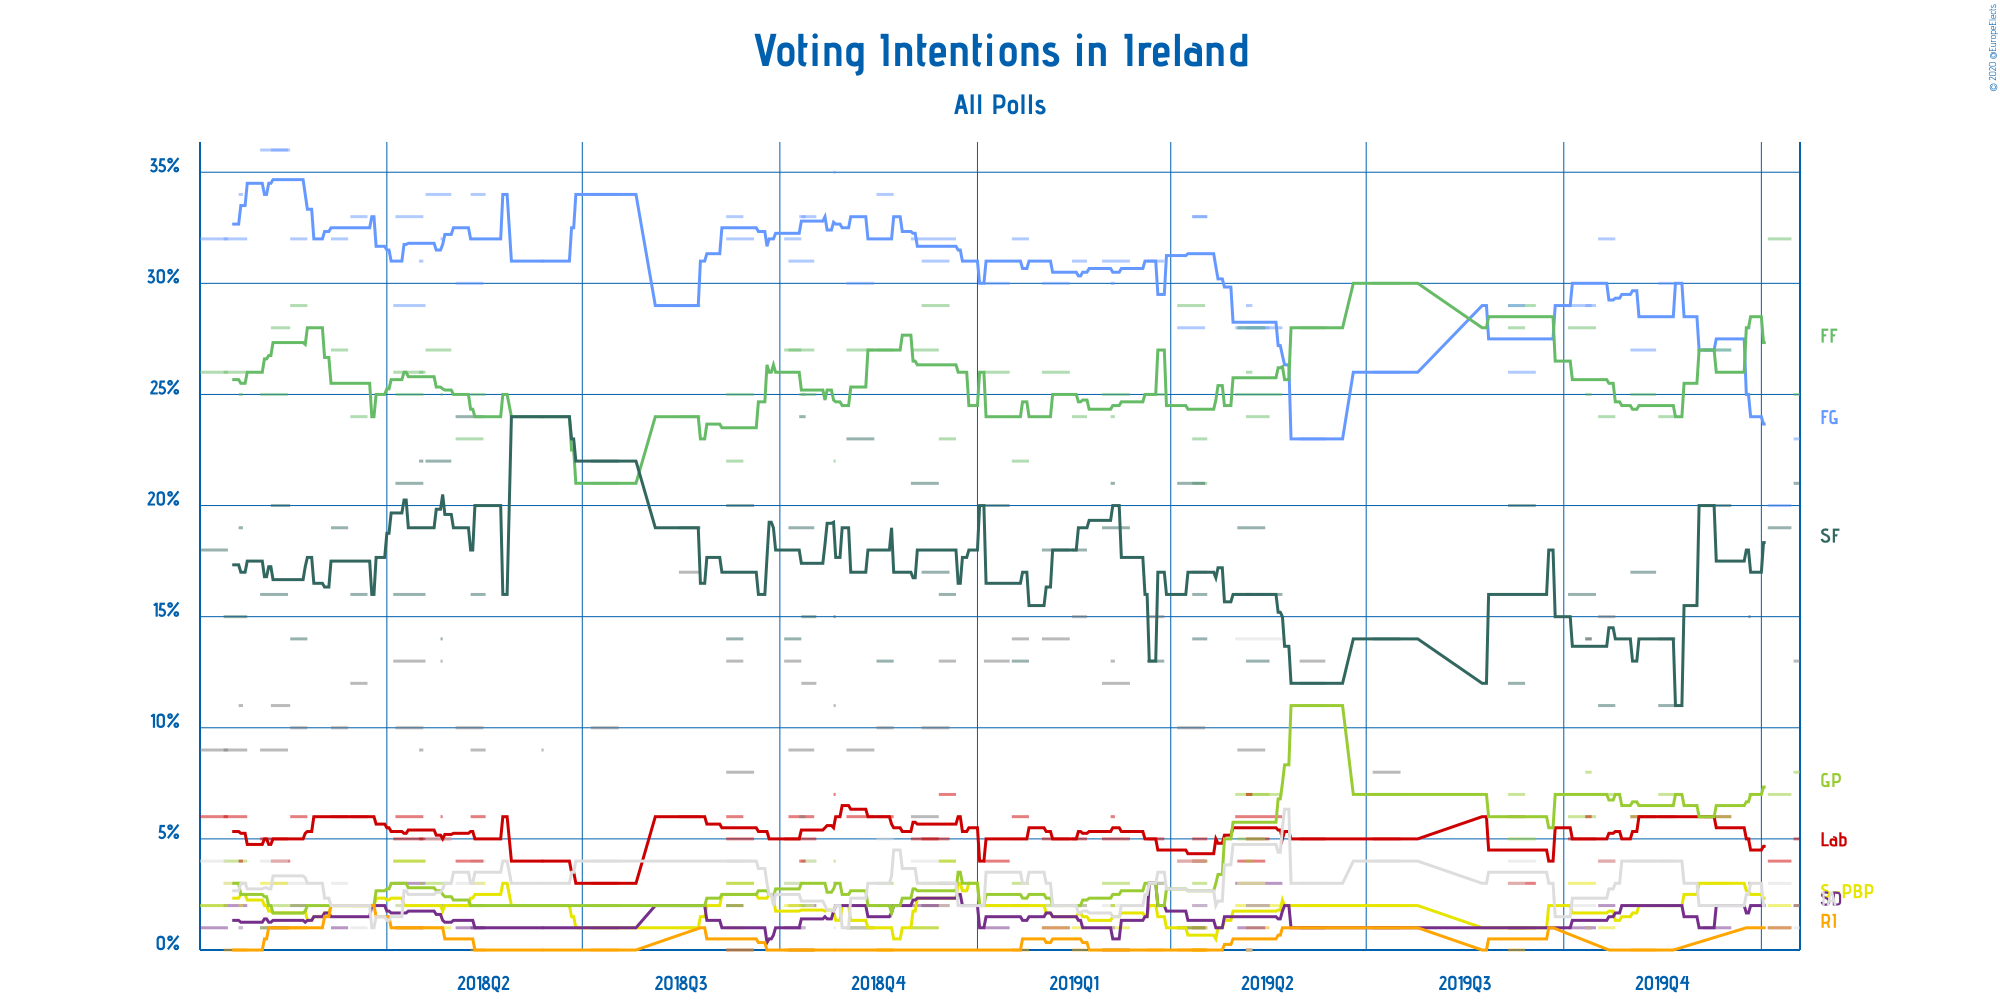 © 2020 @EuropeElects
Voting Intentions in Ireland
All Polls
35%
30%
25%
20%
15%
10%
5%
0%
FF
FG
SF
GP
Lab
S-PBP
SD
RI
2018Q2 2018Q3 2018Q4 2019Q1 2019Q2 2019Q3 2019Q4